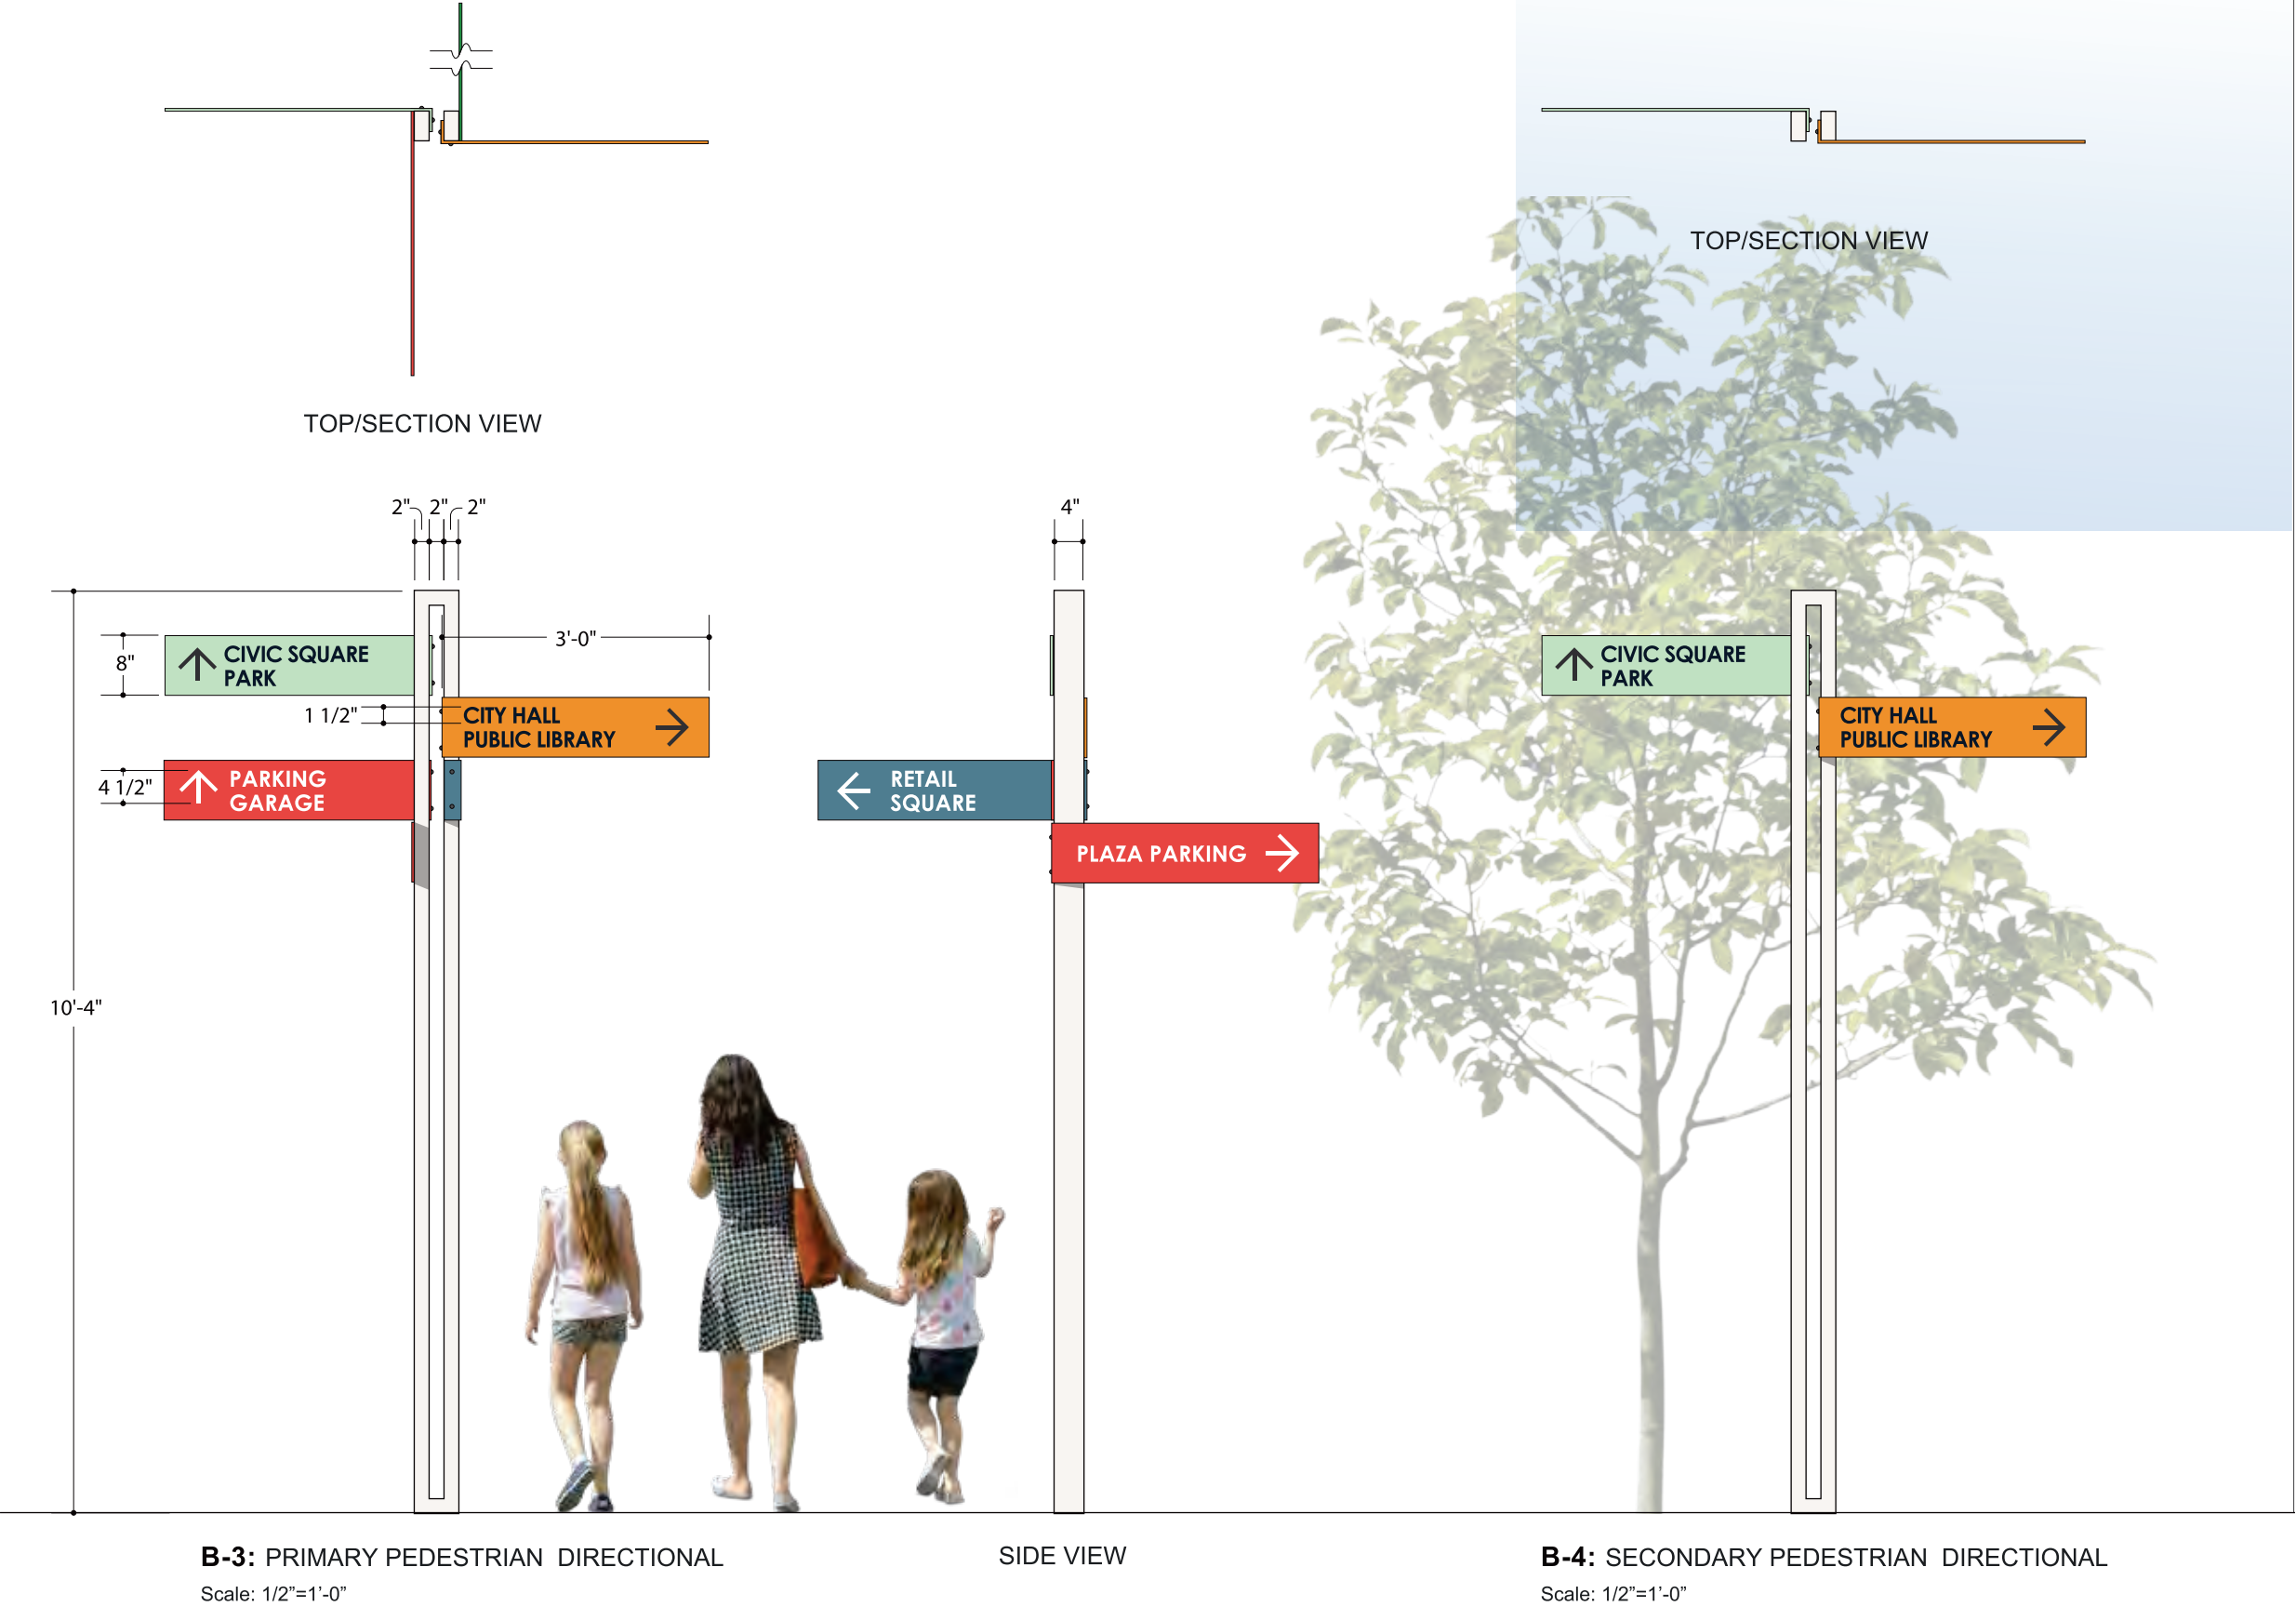 TOP/SECTION VIEW
TOP/SECTION VIEW
2" 2" 2"
4"
8"
CIVIC SQUARE
PARK
3'-0"
1 1/2"
CITY HALL
PUBLIC LIBRARY
4 1/2"
PARKING
GARAGE
10'-4"
RETAIL
SQUARE
PLAZA PARKING
CIVIC SQUARE
PARK
CITY HALL
PUBLIC LIBRARY
B-3: PRIMARY PEDESTRIAN DIRECTIONAL
Scale: 1/2”=1’-0”
SIDE VIEW
B-4: SECONDARY PEDESTRIAN DIRECTIONAL
Scale: 1/2”=1’-0”